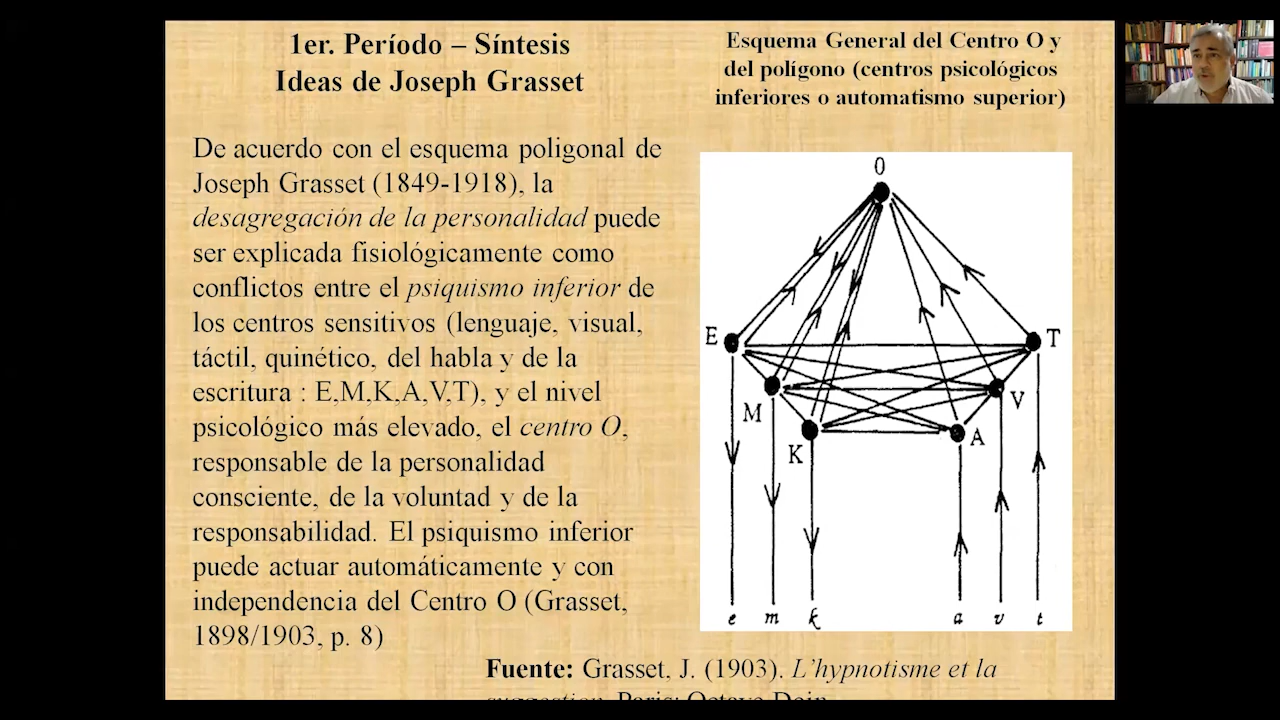 1er. Período – Síntesis
Ideas de Joseph Grasset
De acuerdo con el esquema poligonal de
Joseph Grasset (1849-1918), la
desagregación de la personalidad puede
ser explicada fisiológicamente como
conflictos entre el psiquismo inferior de
los centros sensitivos (lenguaje, visual,
táctil, quinético, del habla y de la
escritura : E,M,K,A,V,T), y el nivel
psicológico más elevado, el centro O,
responsable de la personalidad
consciente, de la voluntad y de la
responsabilidad. El psiquismo inferior
puede actuar automáticamente y con
independencia del Centro O (Grasset,
1898/1903, p. 8)
Esquema General del Centro O y
del polígono (centros psicológicos
inferiores o automatismo superior)
O
E T
M V
K A
e m k a v t
Fuente: Grasset, J. (1903). L'hypnotisme et la
suggestion. Paris: Octave Doin